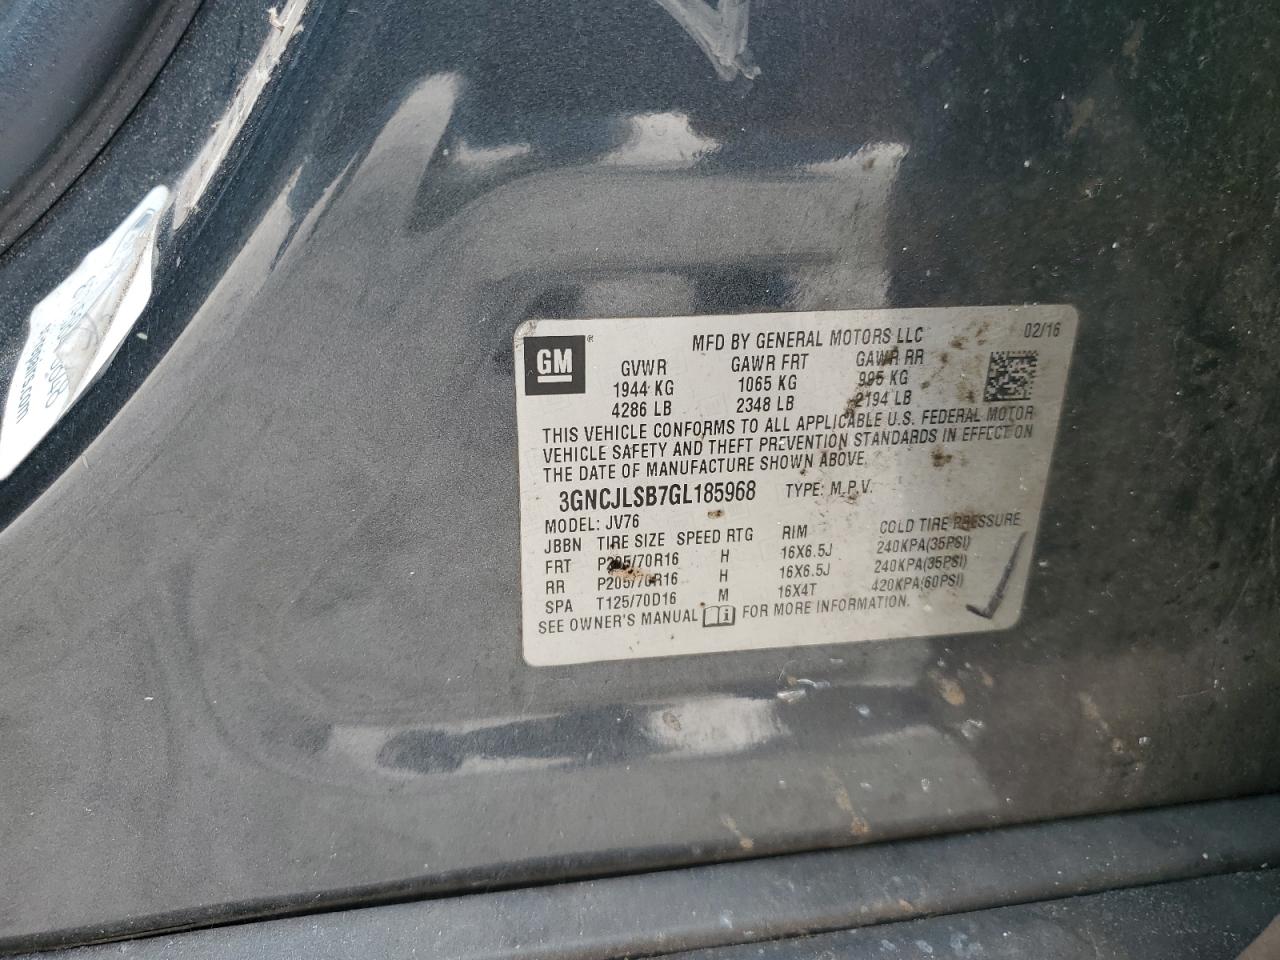 MFD BY GENERAL MOTORS LLC 02/16
GM ® GVWR GAWR FRT GAWR RR
1944 KG 1065 KG 995 KG
4286 LB 2348 LB 2194 LB
THIS VEHICLE CONFORMS TO ALL APPLICABLE U.S. FEDERAL MOTOR
VEHICLE SAFETY AND THEFT PREVENTION STANDARDS IN EFFECT ON
THE DATE OF MANUFACTURE SHOWN ABOVE.
3GNCJLSB7GL185968 TYPE: M.P.V.
MODEL: JV76
JBBN TIRE SIZE SPEED RTG RIM COLD TIRE PRESSURE
FRT P205/70R16 H 16X6.5J 240KPA(35PSI)
RR P205/70R16 H 16X6.5J 240KPA(35PSI)
SPA T125/70D16 M 16X4T 420KPA(60PSI)
SEE OWNER'S MANUAL FOR MORE INFORMATION.